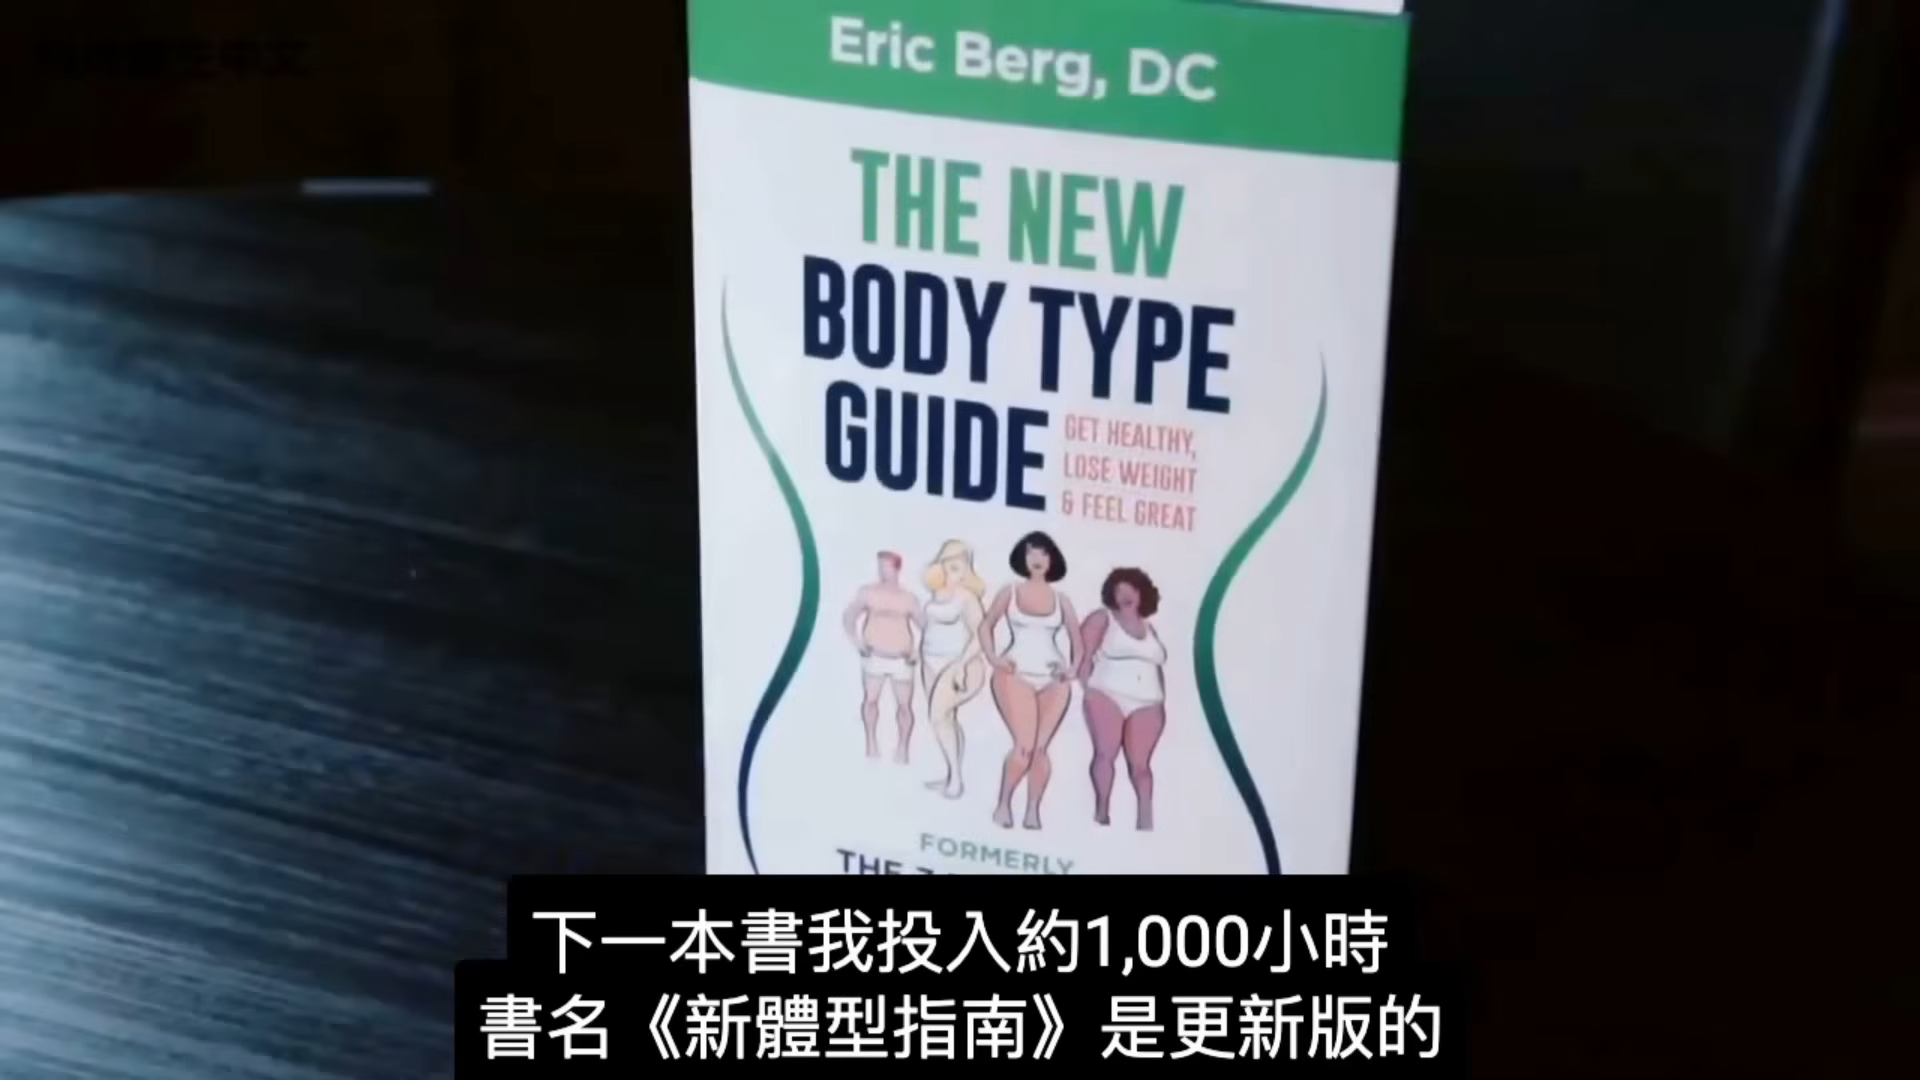 Eric Berg, DC
THE NEW
BODY TYPE
GUIDE
GET HEALTHY,
LOSE WEIGHT
& FEEL GREAT
FORMERLY
THE 7
下一本書我投入約1,000小時
書名《新體型指南》是更新版的